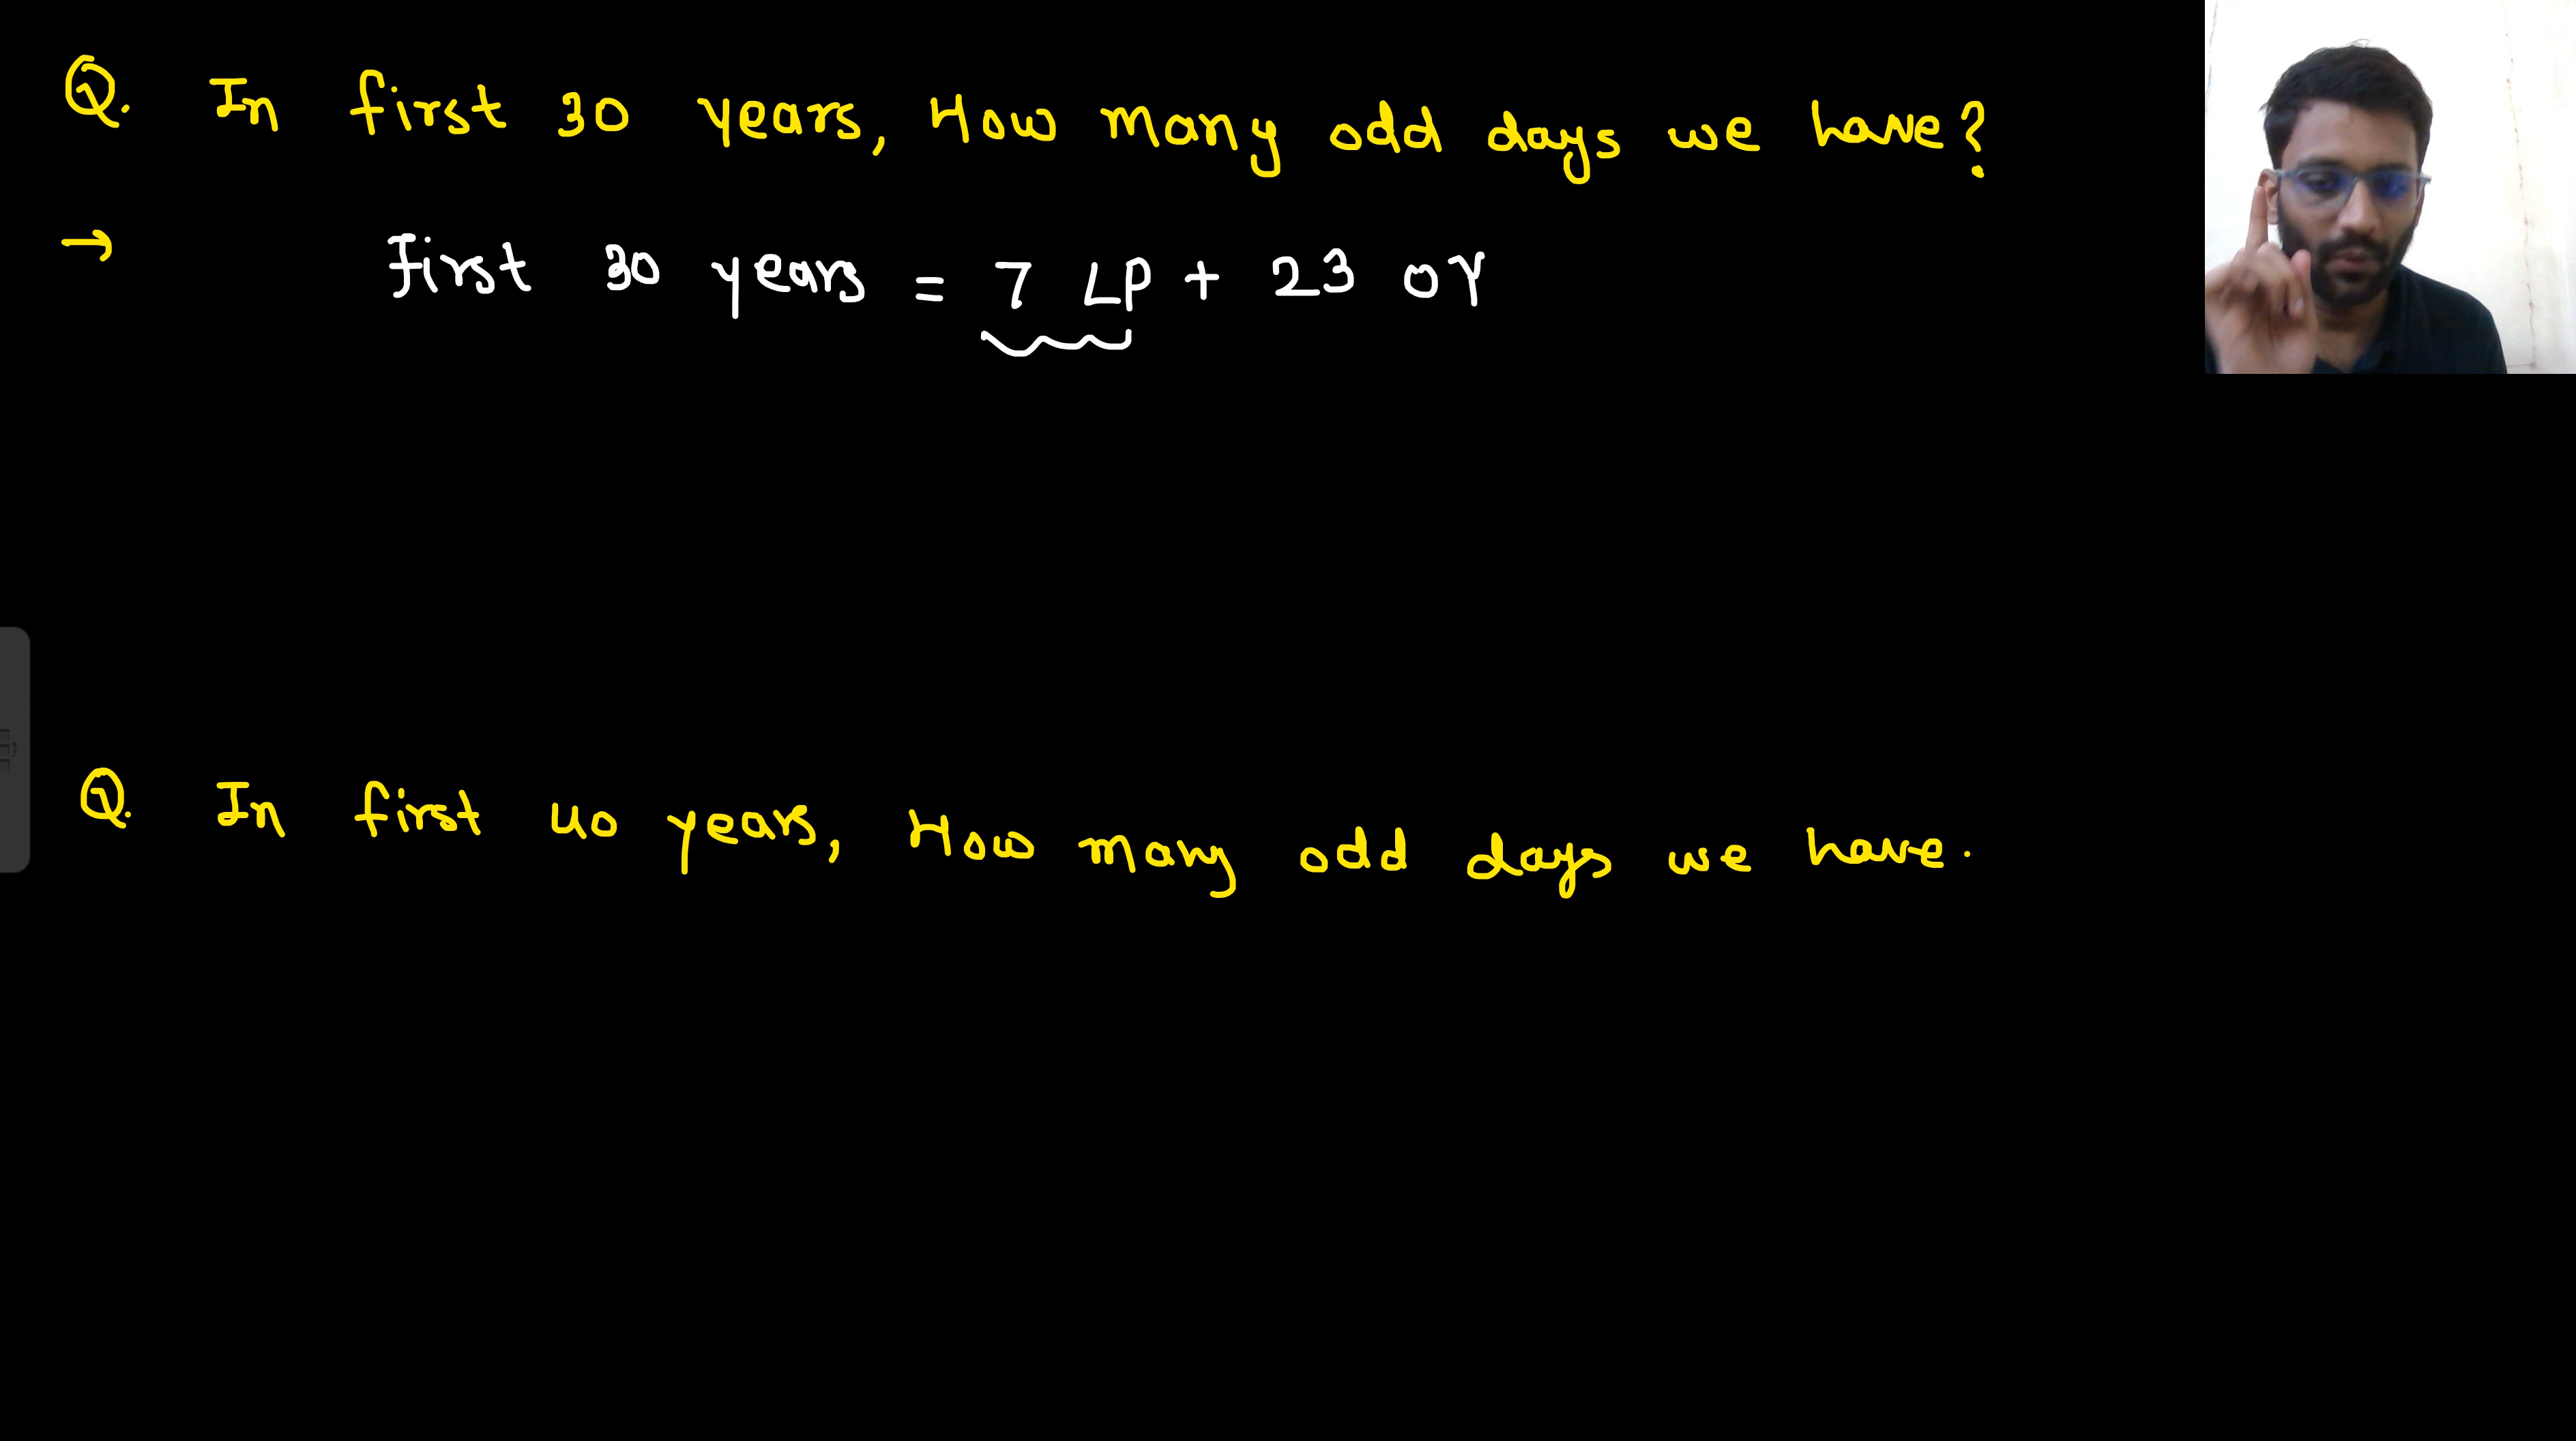 Q. In first 30 years, How many odd days we have?
→ First 30 years = 7 LP + 23 OY
Q. In first 40 years, How many odd days we have.